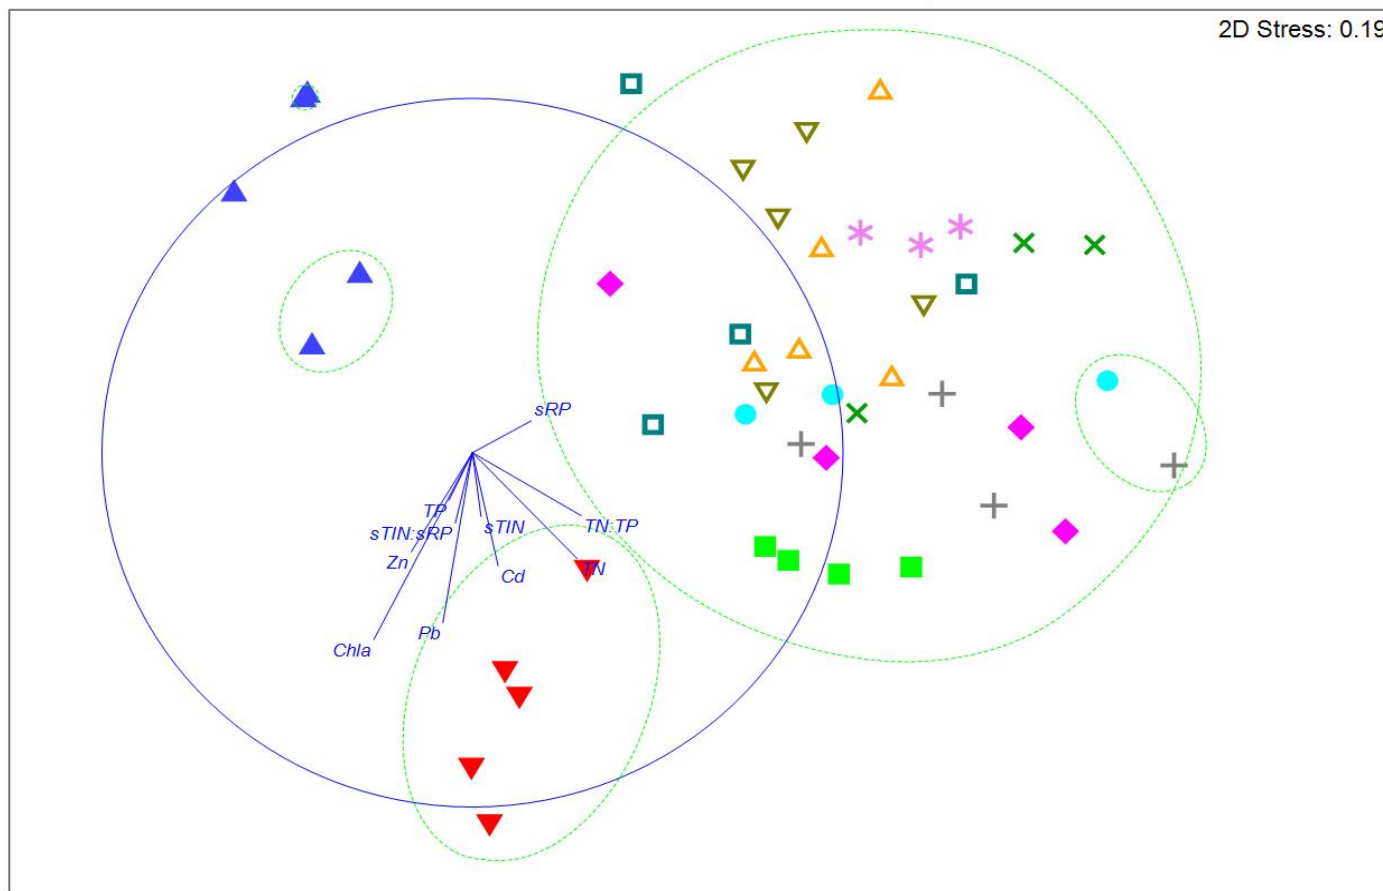 2D Stress: 0.19
sRP
TP
sTIN
TN:TP
sTIN:sRP
Zn
Cd
TN
Pb
Chla